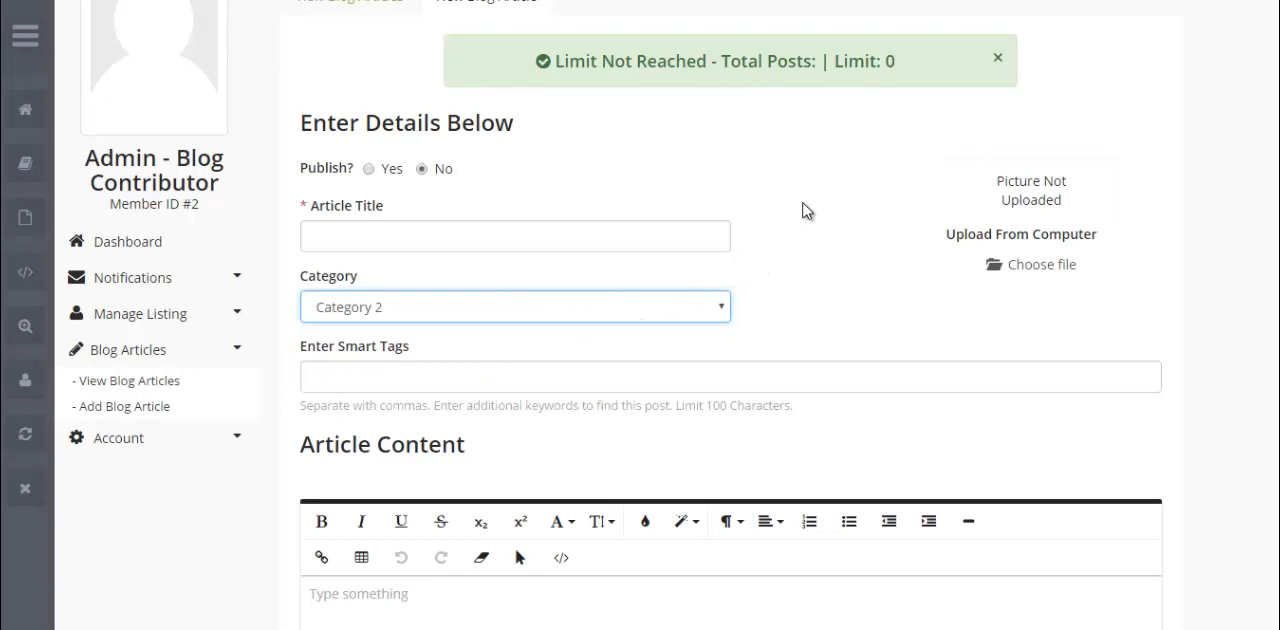 Limit Not Reached - Total Posts: | Limit: 0
×
Enter Details Below
Publish? Yes No
* Article Title
Category
Category 2
Enter Smart Tags
Separate with commas. Enter additional keywords to find this post. Limit 100 Characters.
Picture Not
Uploaded
Upload From Computer
Choose file
Article Content
B I U S x₂ x² A TI ¶
</>
Type something
Admin - Blog
Contributor
Member ID #2
Dashboard
Notifications
Manage Listing
Blog Articles
- View Blog Articles
- Add Blog Article
Account
</>